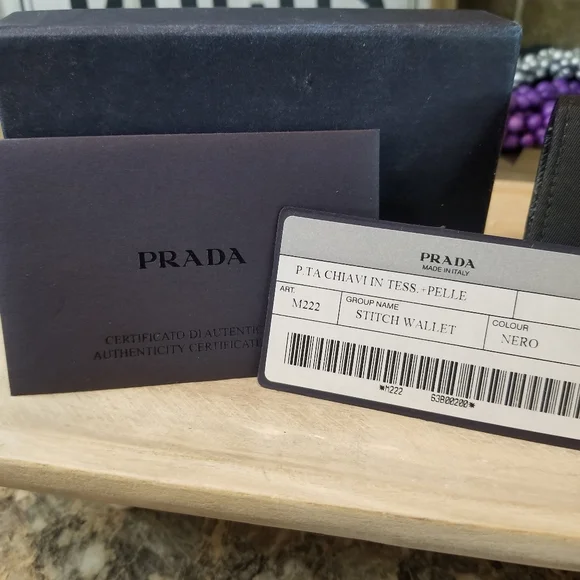 PRADA
CERTIFICATO DI AUTENTIC
AUTHENTICITY CERTIFICATE
PRADA
MADE IN ITALY
P.TA CHIAVI IN TESS.+PELLE
ART.
M222
GROUP NAME
STITCH WALLET
COLOUR
NERO
*M222 63B00200*